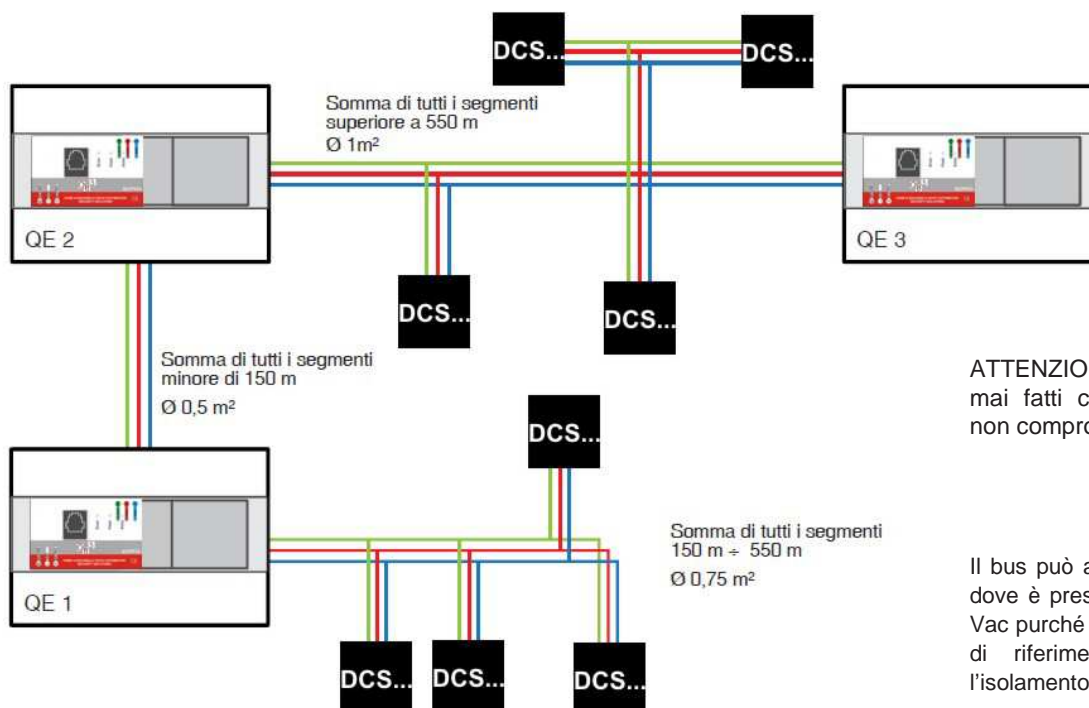 DCS...
DCS...
Somma di tutti i segmenti
superiore a 550 m
Ø 1m²
QE 2
QE 3
DCS...
DCS...
Somma di tutti i segmenti
minore di 150 m
Ø 0,5 m²
ATTENZIO
mai fatti c
non compro
DCS...
Somma di tutti i segmenti
150 m ÷ 550 m
Ø 0,75 m²
QE 1
Il bus può a
dove è pres
Vac purché
di riferime
l'isolamento
DCS...
DCS...
DCS...